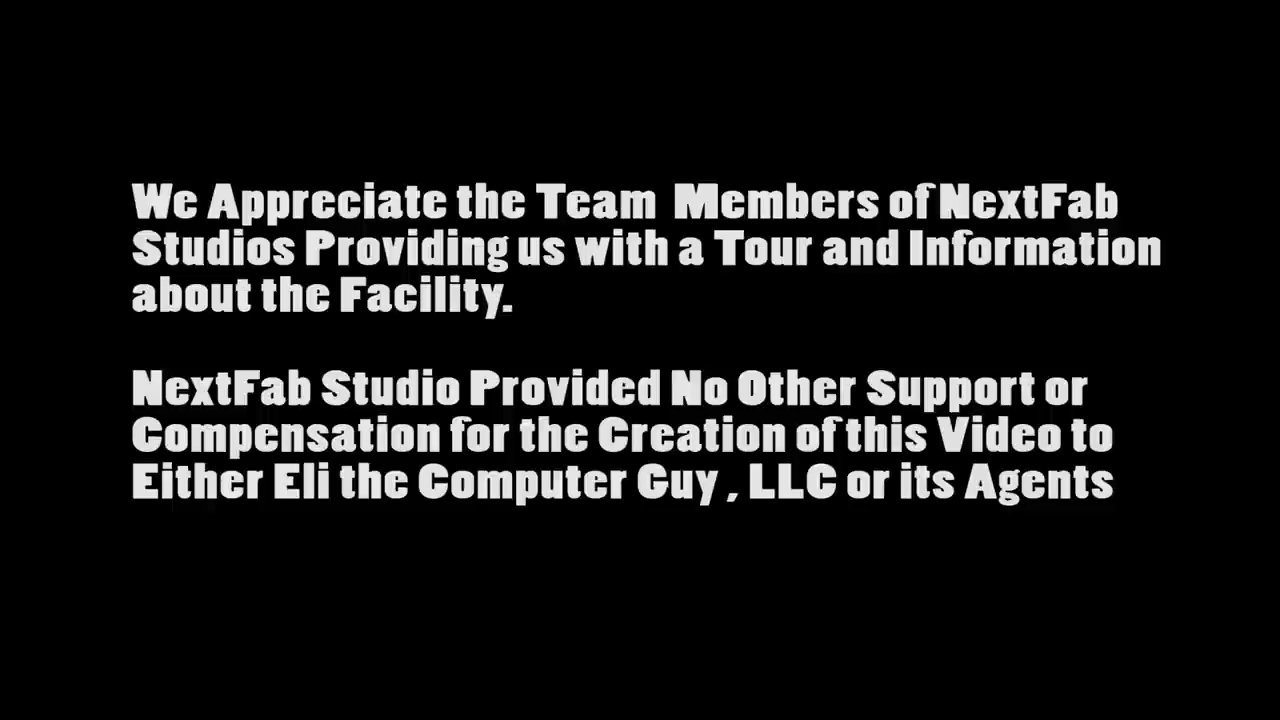 We Appreciate the Team  Members of NextFab
Studios Providing us with a Tour and Information
about the Facility.
NextFab Studio Provided No Other Support or
Compensation for the Creation of this Video to
Either Eli the Computer Guy , LLC or its Agents